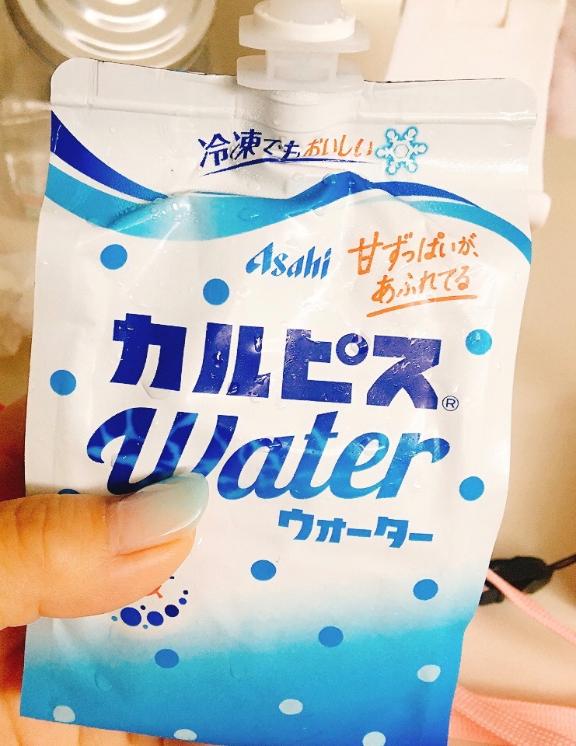 冷凍でもおいしい
Asahi
甘ずっぱいが、
あふれてる
カルピス®
Water
ウォーター